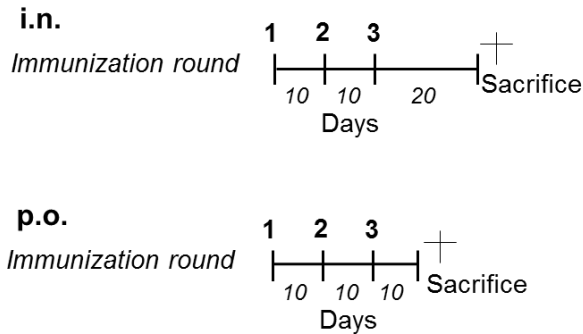 i.n.
1 2 3
Immunization round
10 10 20
Sacrifice
Days
p.o.
1 2 3
Immunization round
10 10 10
Sacrifice
Days